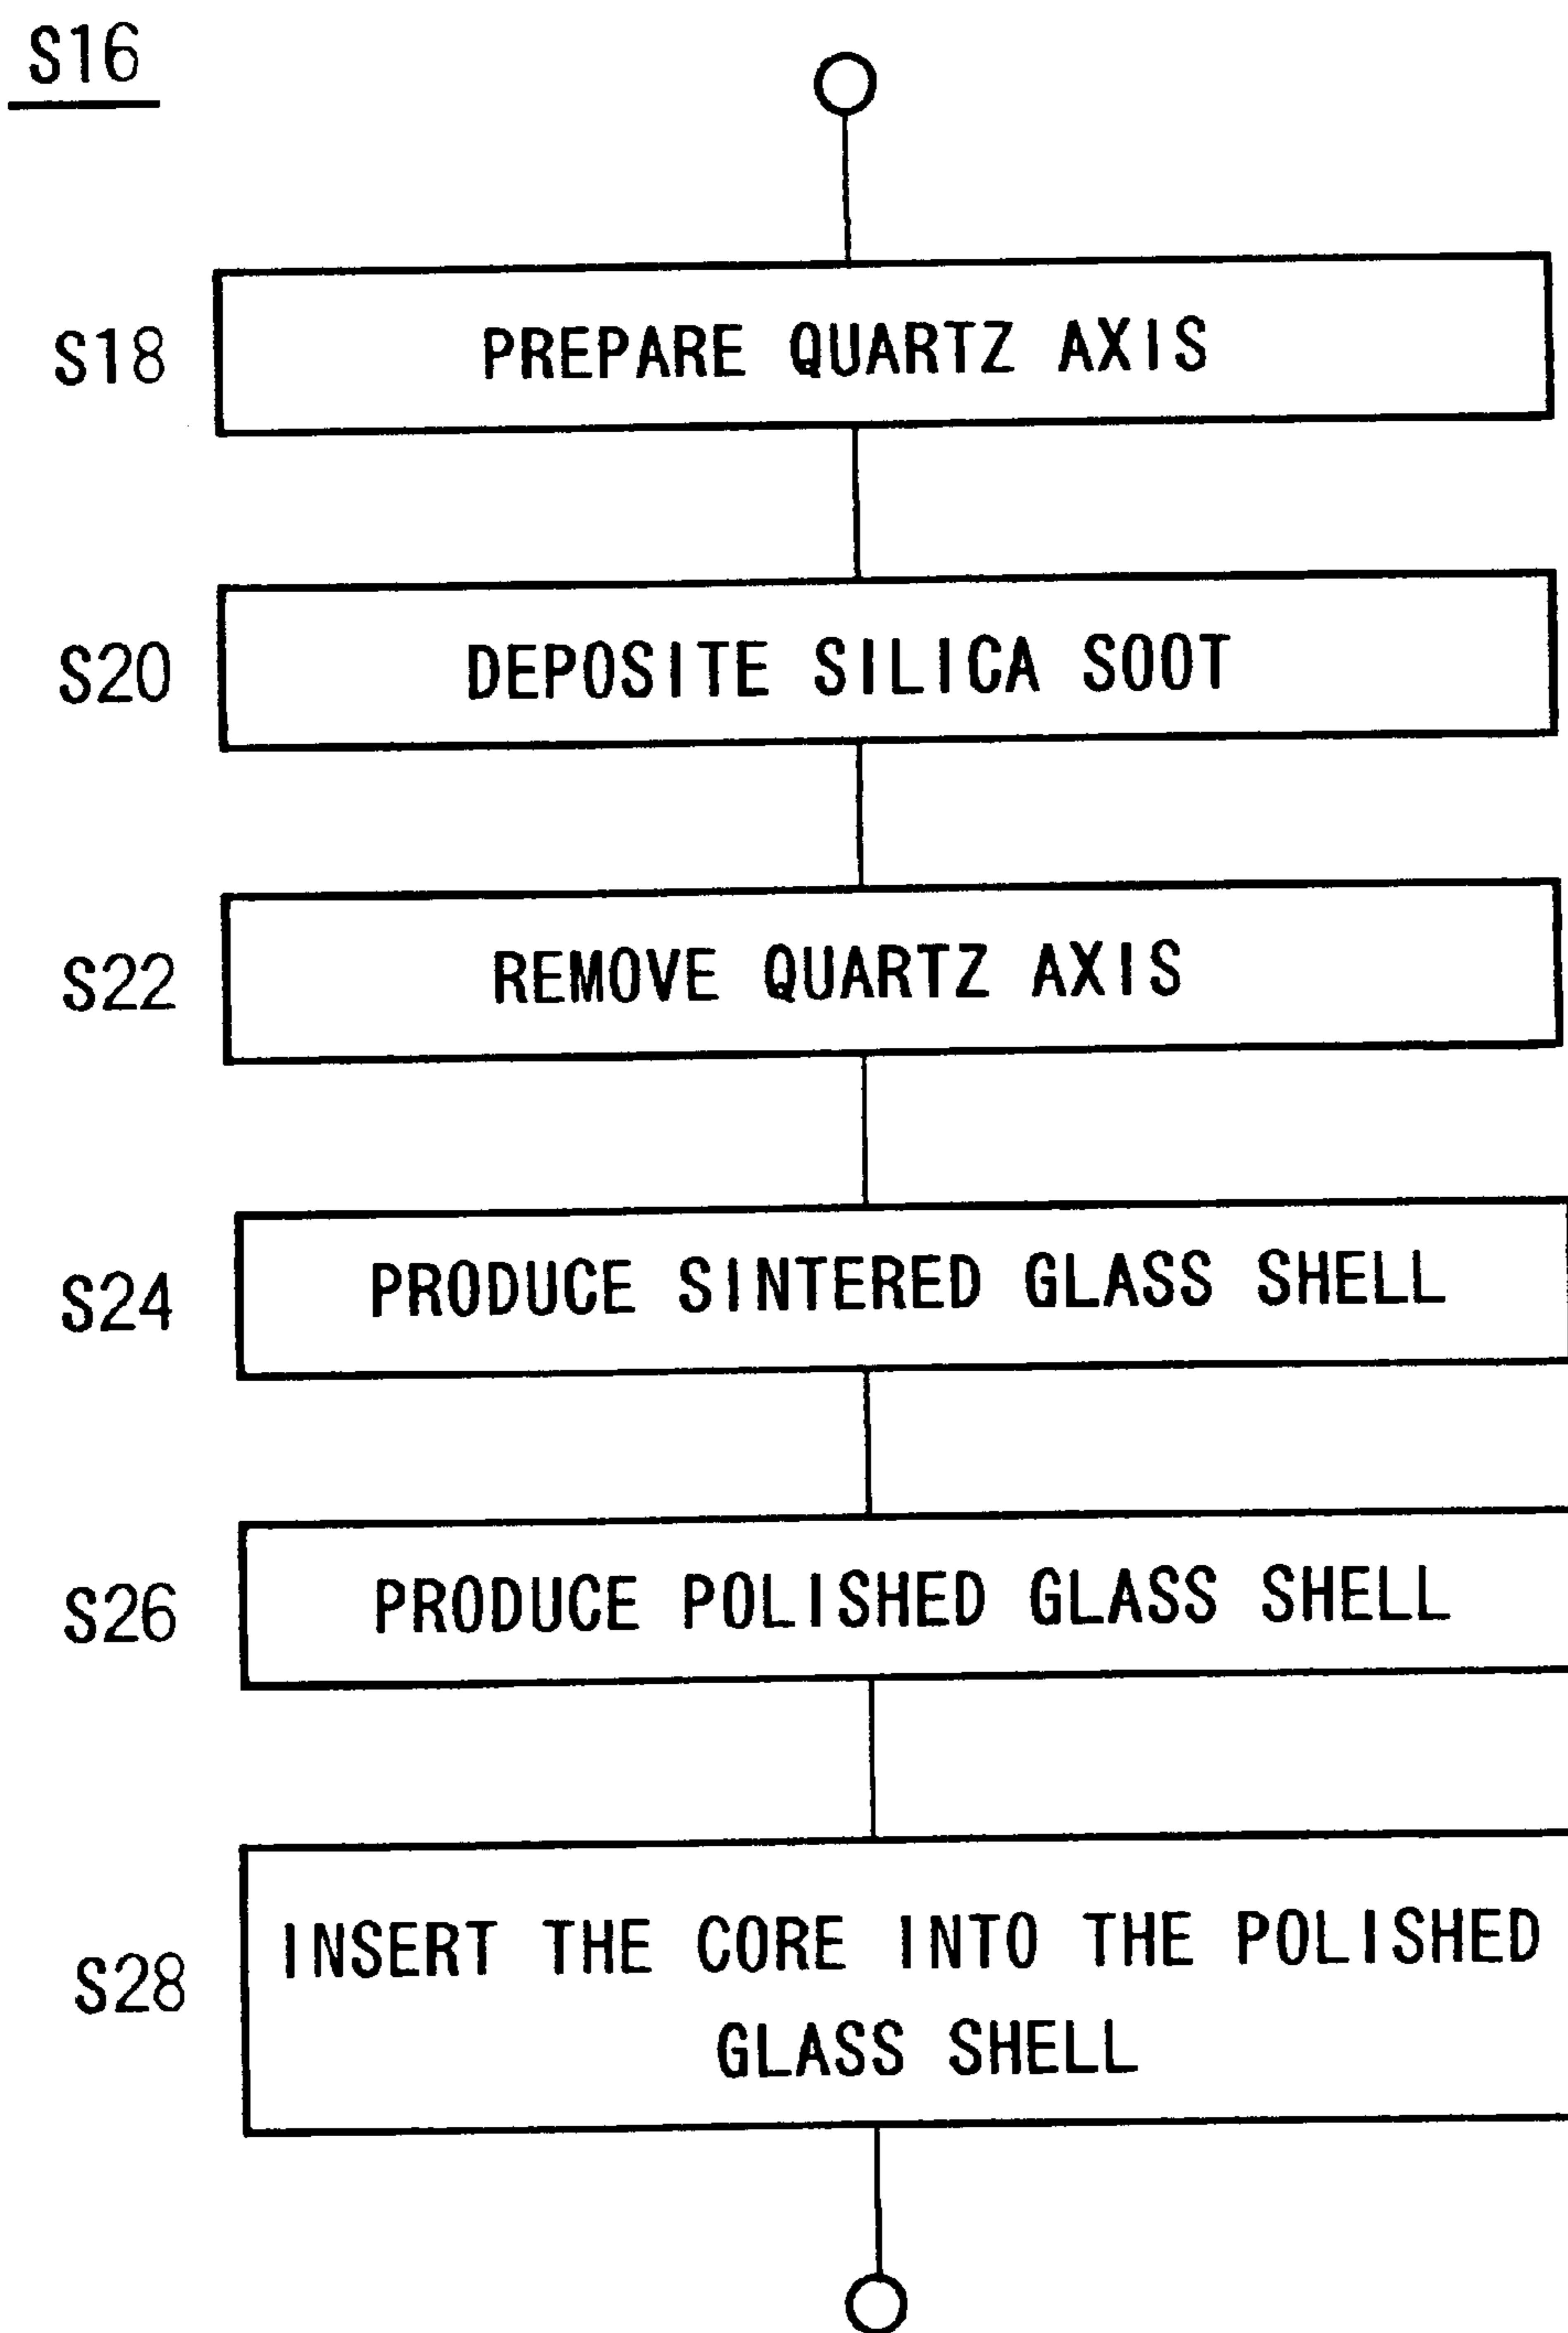 S16
S18
PREPARE QUARTZ AXIS
S20
DEPOSITE SILICA SOOT
S22
REMOVE QUARTZ AXIS
S24
PRODUCE SINTERED GLASS SHELL
S26
PRODUCE POLISHED GLASS SHELL
S28
INSERT THE CORE INTO THE POLISHED
GLASS SHELL